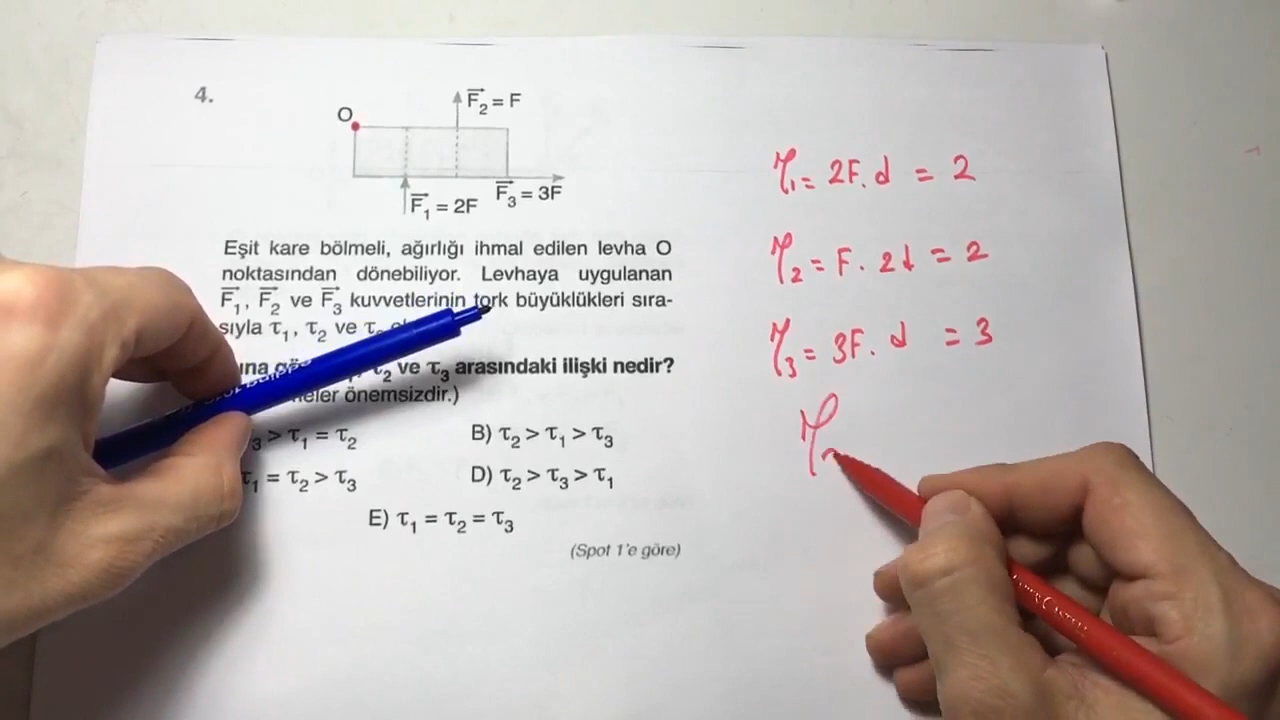 4.
O
F₂ = F
F₁ = 2F
F₃ = 3F
Eşit kare bölmeli, ağırlığı ihmal edilen levha O
noktasından dönebiliyor. Levhaya uygulanan
F₁, F₂ ve F₃ kuvvetlerinin tork büyüklükleri sıra-
sıyla τ₁, τ₂ ve
τ₂ ve τ₃ arasındaki ilişki nedir?
önemsizdir.)
₃ > τ₁ = τ₂
B) τ₂ > τ₁ > τ₃
τ₁ = τ₂ > τ₃
D) τ₂ > τ₃ > τ₁
E) τ₁ = τ₂ = τ₃
(Spot 1'e göre)
τ₁ = 2F. d = 2
τ₂ = F. 2d = 2
τ₃ = 3F. d = 3
τ